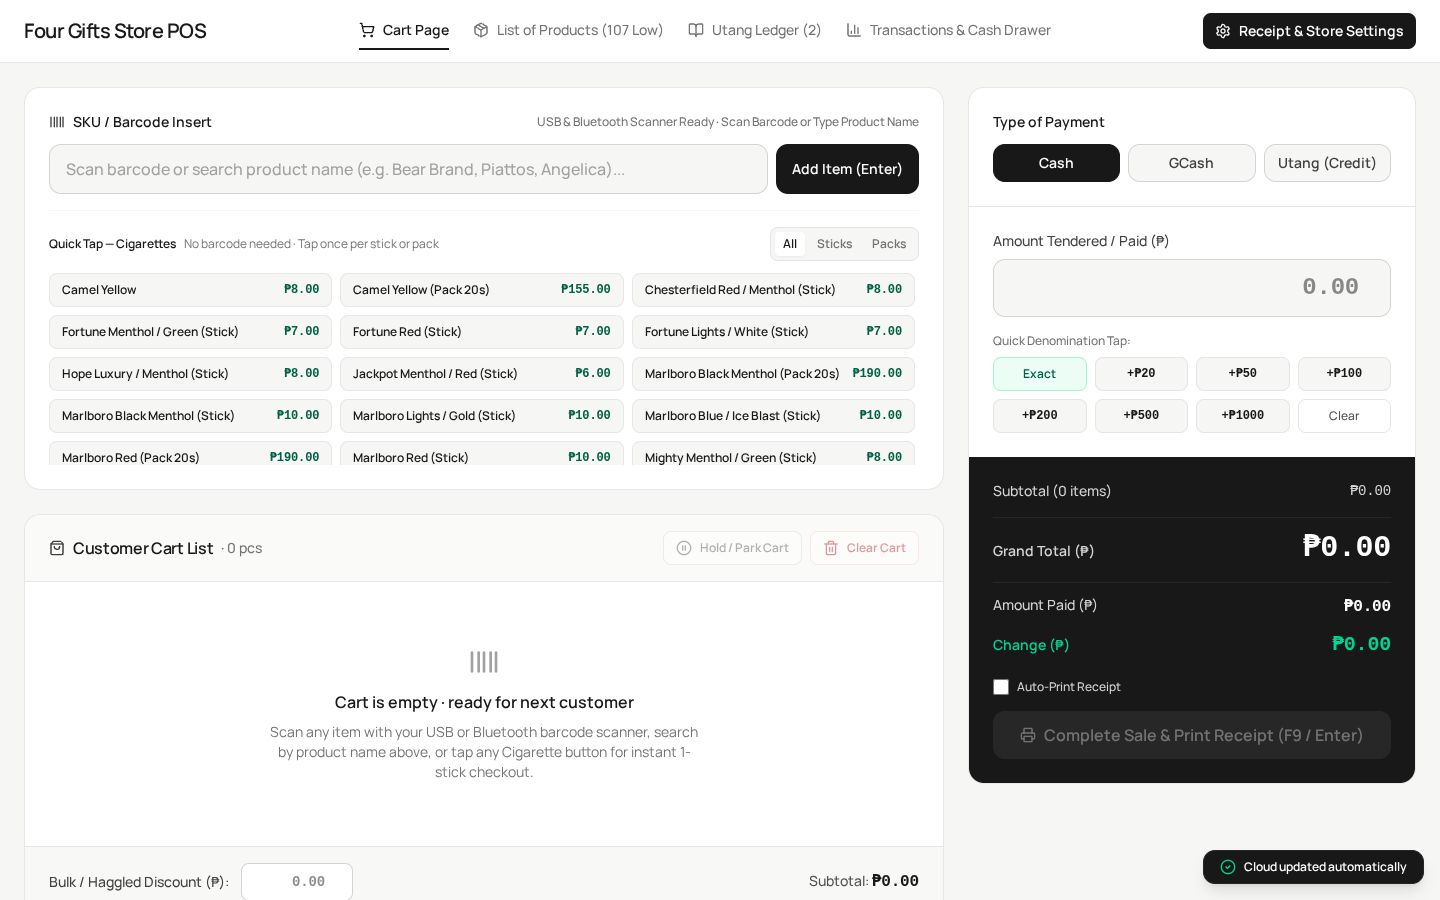 Four Gifts Store POS
Cart Page
List of Products (107 Low)
Utang Ledger (2)
Transactions & Cash Drawer
Receipt & Store Settings
SKU / Barcode Insert
USB & Bluetooth Scanner Ready · Scan Barcode or Type Product Name
Scan barcode or search product name (e.g. Bear Brand, Piattos, Angelica)...
Add Item (Enter)
Quick Tap — Cigarettes
No barcode needed · Tap once per stick or pack
All
Sticks
Packs
Camel Yellow ₱8.00
Camel Yellow (Pack 20s) ₱155.00
Chesterfield Red / Menthol (Stick) ₱8.00
Fortune Menthol / Green (Stick) ₱7.00
Fortune Red (Stick) ₱7.00
Fortune Lights / White (Stick) ₱7.00
Hope Luxury / Menthol (Stick) ₱8.00
Jackpot Menthol / Red (Stick) ₱6.00
Marlboro Black Menthol (Pack 20s) ₱190.00
Marlboro Black Menthol (Stick) ₱10.00
Marlboro Lights / Gold (Stick) ₱10.00
Marlboro Blue / Ice Blast (Stick) ₱10.00
Marlboro Red (Pack 20s) ₱190.00
Marlboro Red (Stick) ₱10.00
Mighty Menthol / Green (Stick) ₱8.00
Customer Cart List · 0 pcs
Hold / Park Cart
Clear Cart
Cart is empty · ready for next customer
Scan any item with your USB or Bluetooth barcode scanner, search
by product name above, or tap any Cigarette button for instant 1-
stick checkout.
Bulk / Haggled Discount (₱): 0.00
Subtotal: ₱0.00
Type of Payment
Cash
GCash
Utang (Credit)
Amount Tendered / Paid (₱)
0.00
Quick Denomination Tap:
Exact
+₱20
+₱50
+₱100
+₱200
+₱500
+₱1000
Clear
Subtotal (0 items) ₱0.00
Grand Total (₱) ₱0.00
Amount Paid (₱) ₱0.00
Change (₱) ₱0.00
Auto-Print Receipt
Complete Sale & Print Receipt (F9 / Enter)
Cloud updated automatically